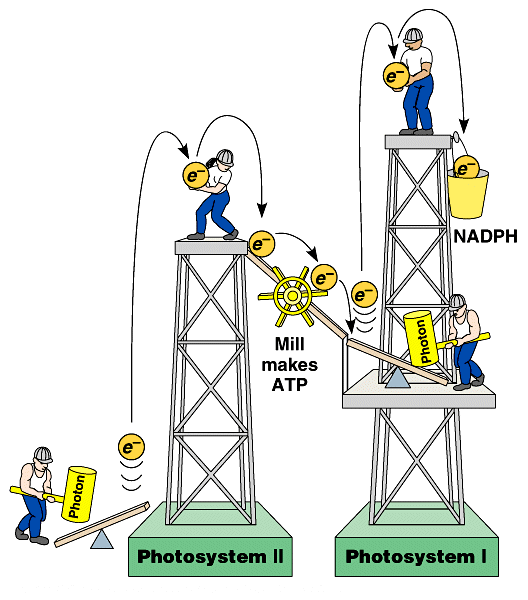 e–
e–
e–
NADPH
e–
e–
e–
Photon
Mill
makes
ATP
e–
Photon
Photosystem II
Photosystem I